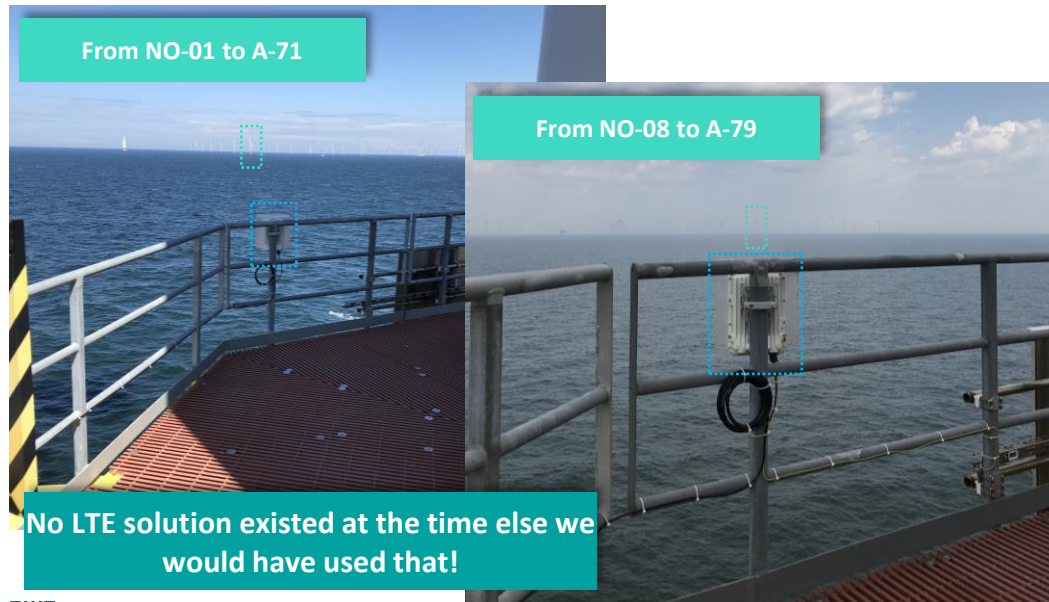 From NO-01 to A-71
From NO-08 to A-79
No LTE solution existed at the time else we
would have used that!